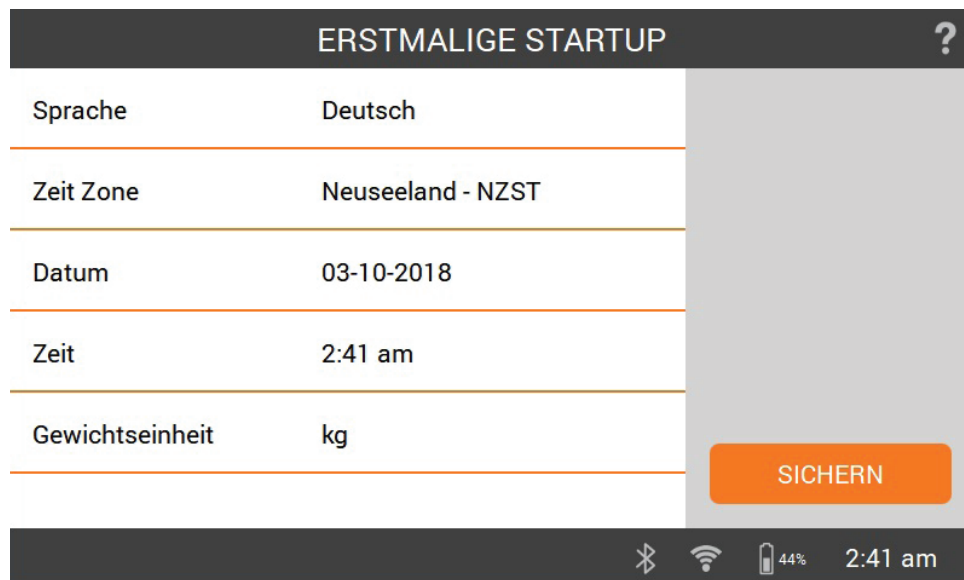 ERSTMALIGE STARTUP ?
Sprache Deutsch
Zeit Zone Neuseeland - NZST
Datum 03-10-2018
Zeit 2:41 am
Gewichtseinheit kg
SICHERN
44% 2:41 am